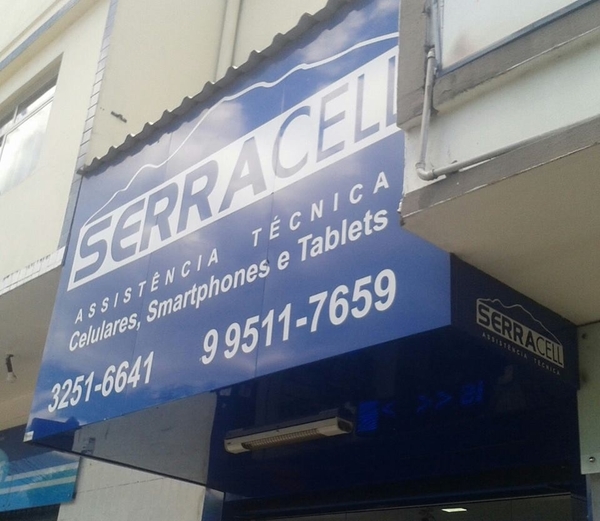 SERRACELL
ASSISTÊNCIA TÉCNICA
Celulares, Smartphones e Tablets
3251-6641 9 9511-7659
SERRACELL
ASSISTÊNCIA TÉCNICA